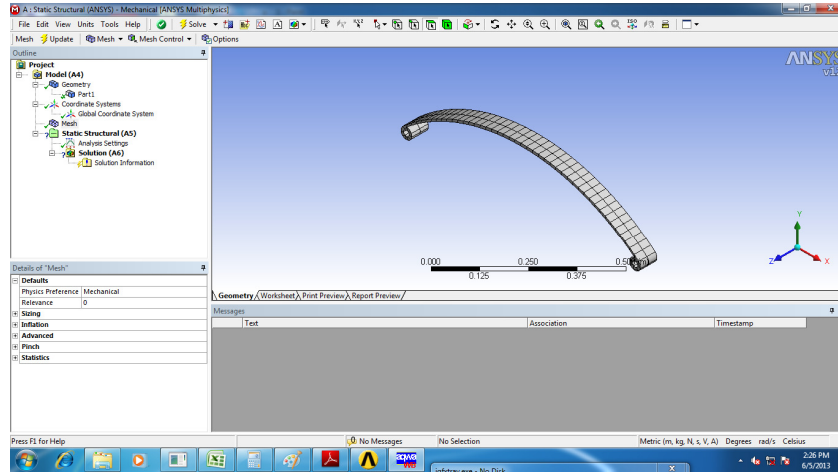 A : Static Structural (ANSYS) - Mechanical [ANSYS Multiphysics]
File Edit View Units Tools Help Solve
Mesh Update Mesh Mesh Control Options
Outline
Project
Model (A4)
Geometry
Part1
Coordinate Systems
Global Coordinate System
Mesh
Static Structural (A5)
Analysis Settings
Solution (A6)
Solution Information
ANSYS
Y
Z
X
0.000
0.250
0.125
0.375
Details of "Mesh"
Defaults
Physics Preference Mechanical
Relevance 0
Sizing
Inflation
Advanced
Pinch
Statistics
Geometry Worksheet Print Preview Report Preview
Messages
Text Association Timestamp
Press F1 for Help No Messages No Selection Metric (m, kg, N, s, V, A) Degrees rad/s Celsius
AQWA
2:26 PM
6/5/2013